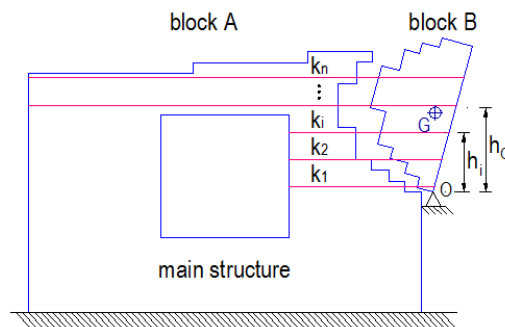 block A
block B
kn
⋮
ki
k2
k1
G
hi
hG
O
main structure